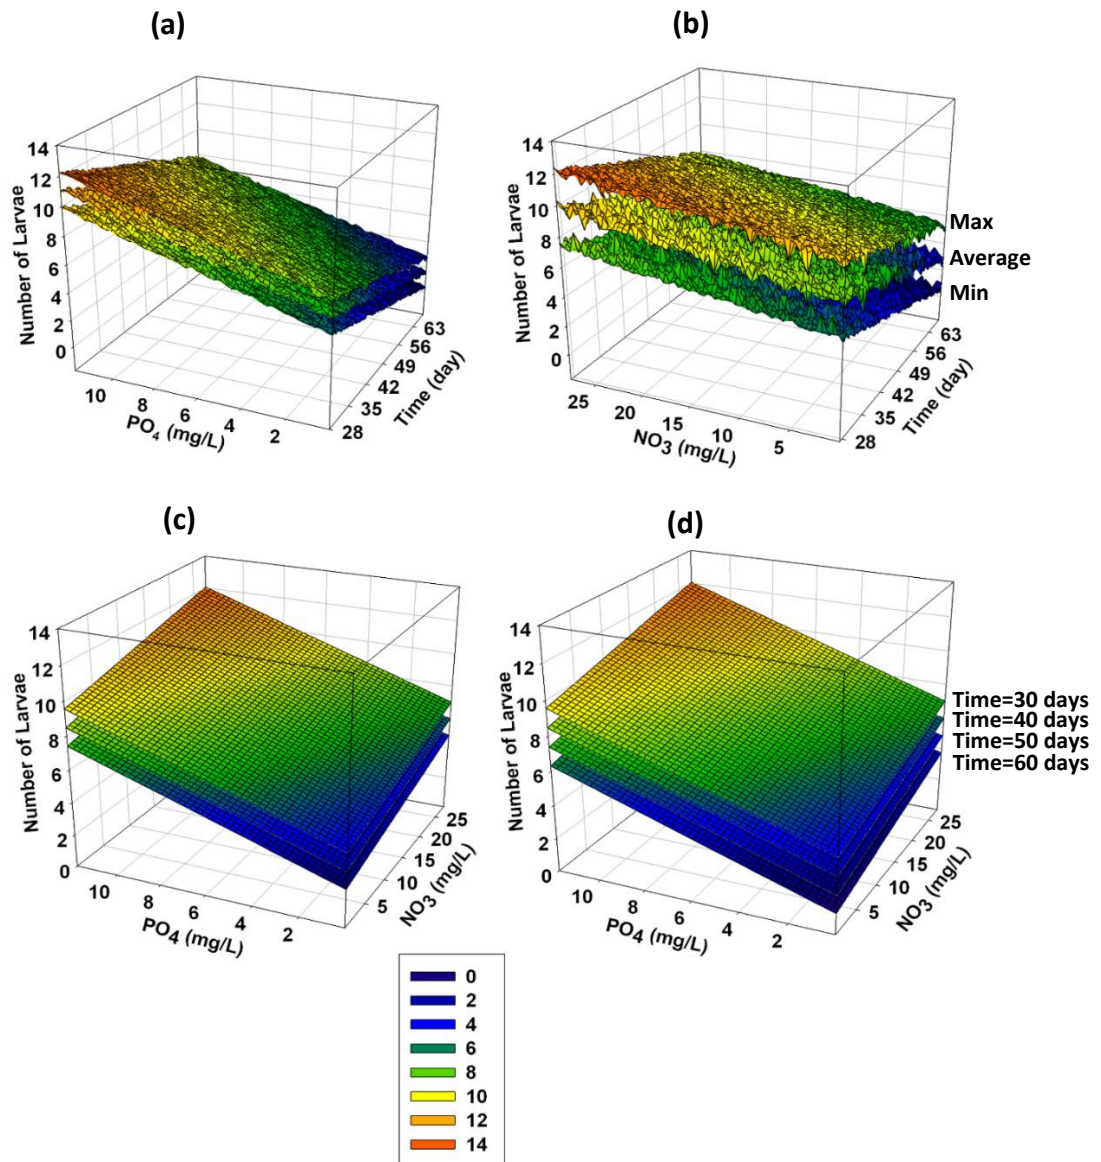 (a)
Number of Larvae
14
12
10
8
6
4
2
0
10 8 6 4 2
PO4 (mg/L)
28 35 42 49 56 63
Time (day)
(b)
Number of Larvae
14
12
10
8
6
4
2
0
25 20 15 10 5
NO3 (mg/L)
28 35 42 49 56 63
Time (day)
Max
Average
Min
(c)
Number of Larvae
14
12
10
8
6
4
2
0
10 8 6 4 2
PO4 (mg/L)
5 10 15 20 25
NO3 (mg/L)
(d)
Number of Larvae
14
12
10
8
6
4
2
0
10 8 6 4 2
PO4 (mg/L)
5 10 15 20 25
NO3 (mg/L)
Time=30 days
Time=40 days
Time=50 days
Time=60 days
0
2
4
6
8
10
12
14